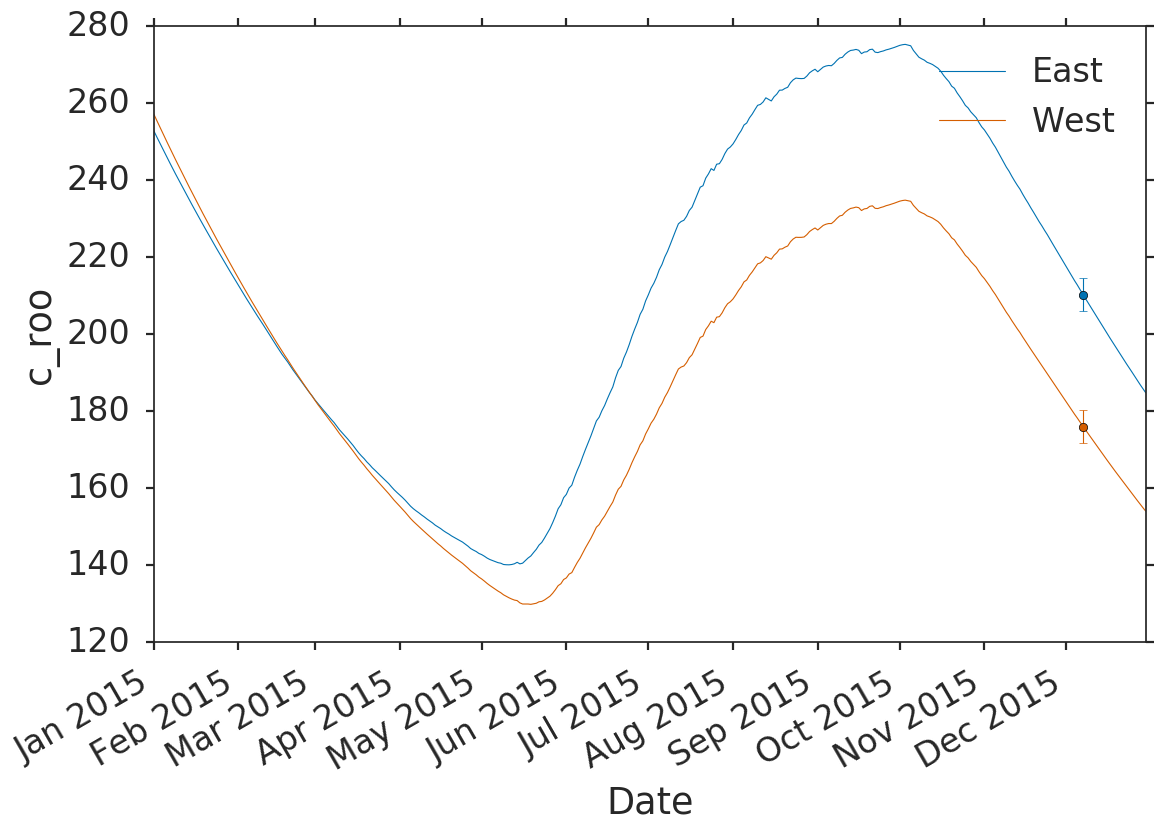 280
260
240
220
200
180
160
140
120
c_roo
East
West
Jan 2015
Feb 2015
Mar 2015
Apr 2015
May 2015
Jun 2015
Jul 2015
Aug 2015
Sep 2015
Oct 2015
Nov 2015
Dec 2015
Date